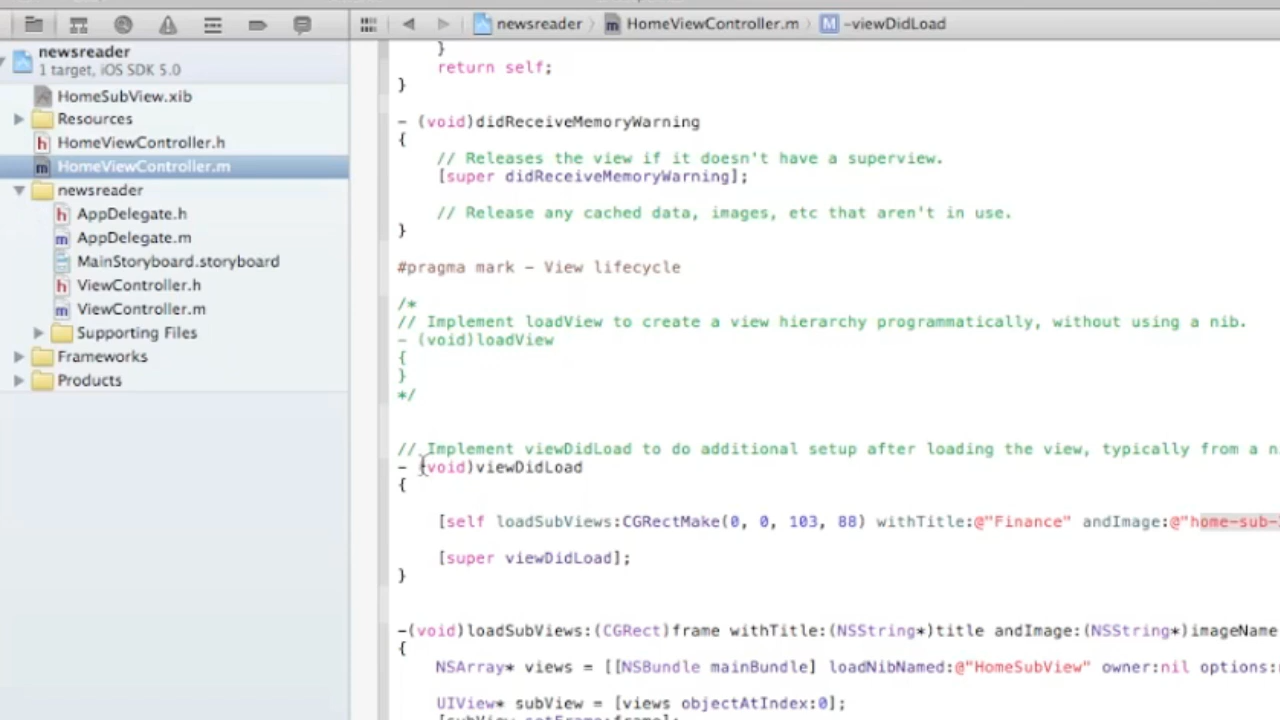 newsreader
HomeViewController.m
M
-viewDidLoad
newsreader
1 target, iOS SDK 5.0
HomeSubView.xib
Resources
h HomeViewController.h
m HomeViewController.m
newsreader
h AppDelegate.h
m AppDelegate.m
MainStoryboard.storyboard
h ViewController.h
m ViewController.m
Supporting Files
Frameworks
Products
}
return self;
}
- (void)didReceiveMemoryWarning
{
// Releases the view if it doesn't have a superview.
[super didReceiveMemoryWarning];
// Release any cached data, images, etc that aren't in use.
}
#pragma mark - View lifecycle
/*
// Implement loadView to create a view hierarchy programmatically, without using a nib.
- (void)loadView
{
}
*/
// Implement viewDidLoad to do additional setup after loading the view, typically from a n
- (void)viewDidLoad
{
[self loadSubViews:CGRectMake(0, 0, 103, 88) withTitle:@"Finance" andImage:@"home-sub-
[super viewDidLoad];
}
-(void)loadSubViews:(CGRect)frame withTitle:(NSString*)title andImage:(NSString*)imageName
{
NSArray* views = [[NSBundle mainBundle] loadNibNamed:@"HomeSubView" owner:nil options:
UIView* subView = [views objectAtIndex:0];
[subView setFrame:frame];